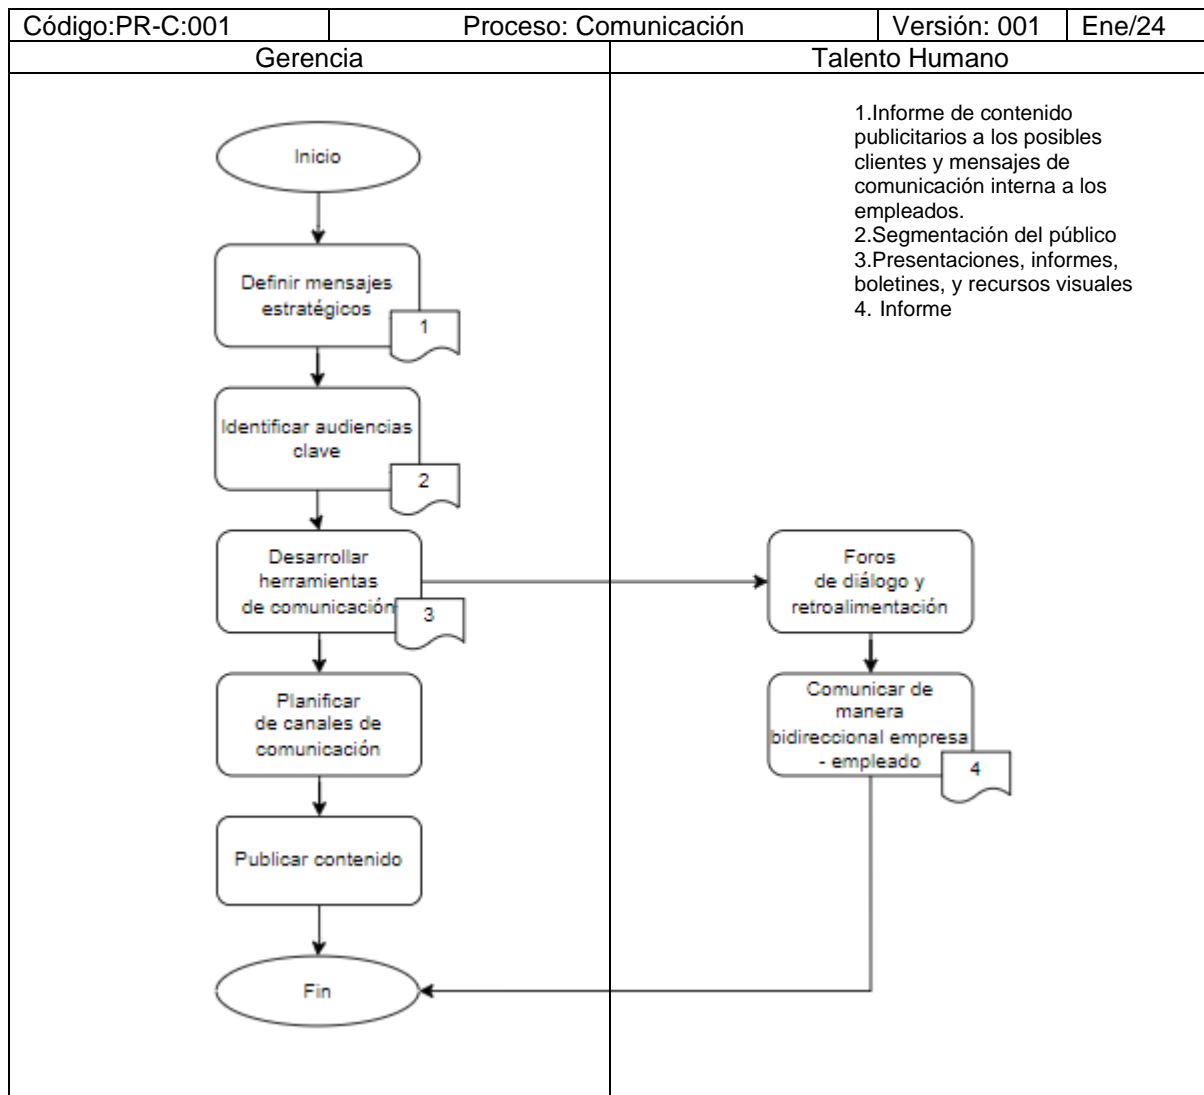 Código:PR-C:001 Proceso: Comunicación Versión: 001 Ene/24
Gerencia Talento Humano
1.Informe de contenido
publicitarios a los posibles
clientes y mensajes de
comunicación interna a los
empleados.
2.Segmentación del público
3.Presentaciones, informes,
boletines, y recursos visuales
4. Informe
Inicio
Definir mensajes
estratégicos
1
Identificar audiencias
clave
2
Desarrollar
herramientas
de comunicación
3
Foros
de diálogo y
retroalimentación
Planificar
de canales de
comunicación
Comunicar de
manera
bidireccional empresa
- empleado
4
Publicar contenido
Fin